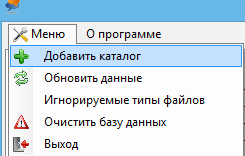 Меню О программе
Добавить каталог
Обновить данные
Игнорируемые типы файлов
Очистить базу данных
Выход